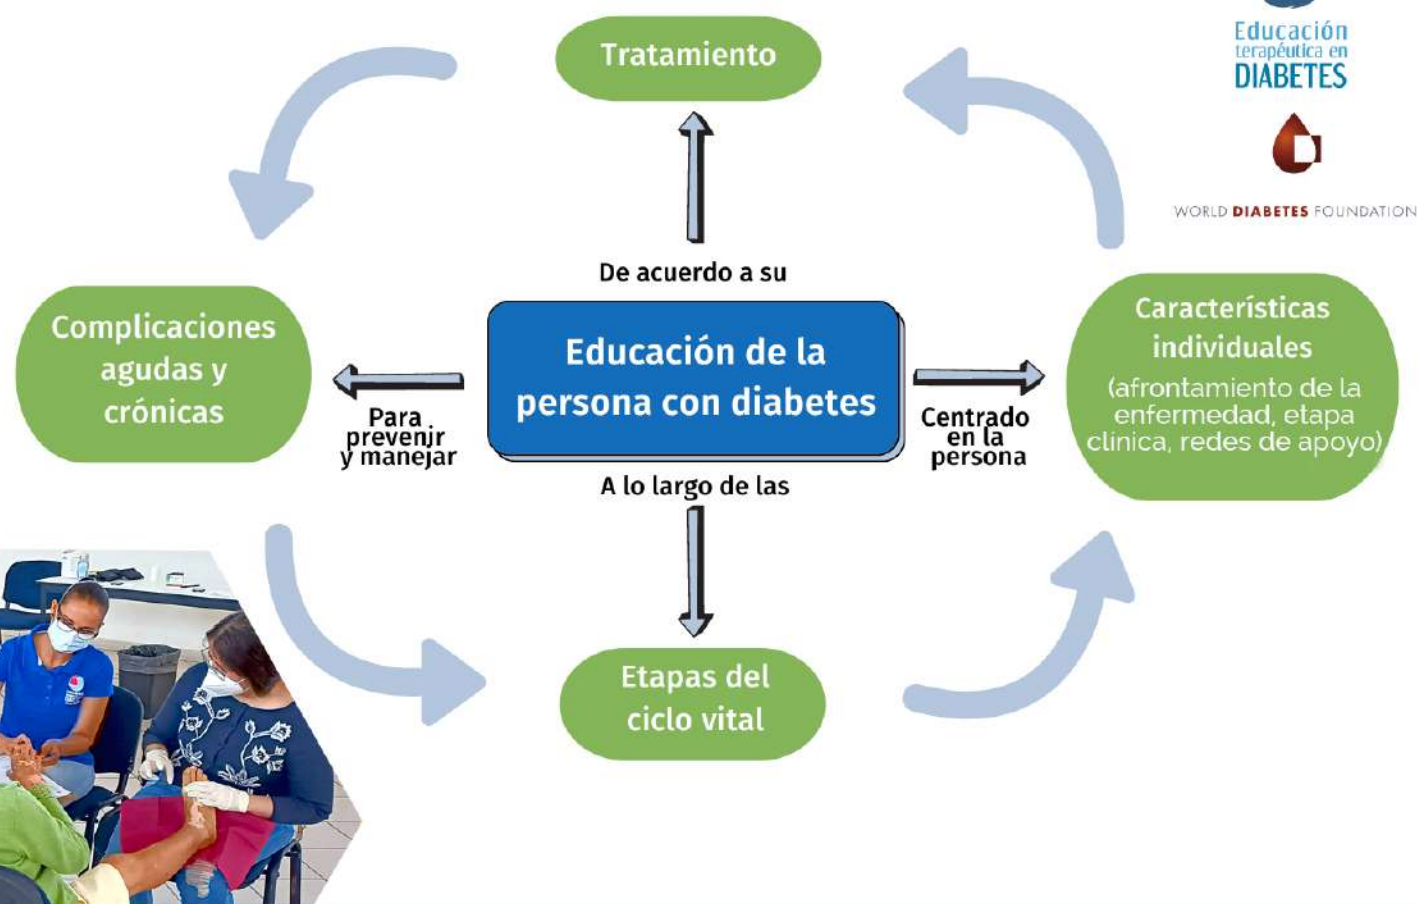 Tratamiento
Educación
terapéutica en
DIABETES
WORLD DIABETES FOUNDATION
De acuerdo a su
Complicaciones
agudas y
crónicas
Para
prevenir
y manejar
Educación de la
persona con diabetes
Centrado
en la
persona
Características
individuales
(afrontamiento de la
enfermedad, etapa
clínica, redes de apoyo)
A lo largo de las
Etapas del
ciclo vital